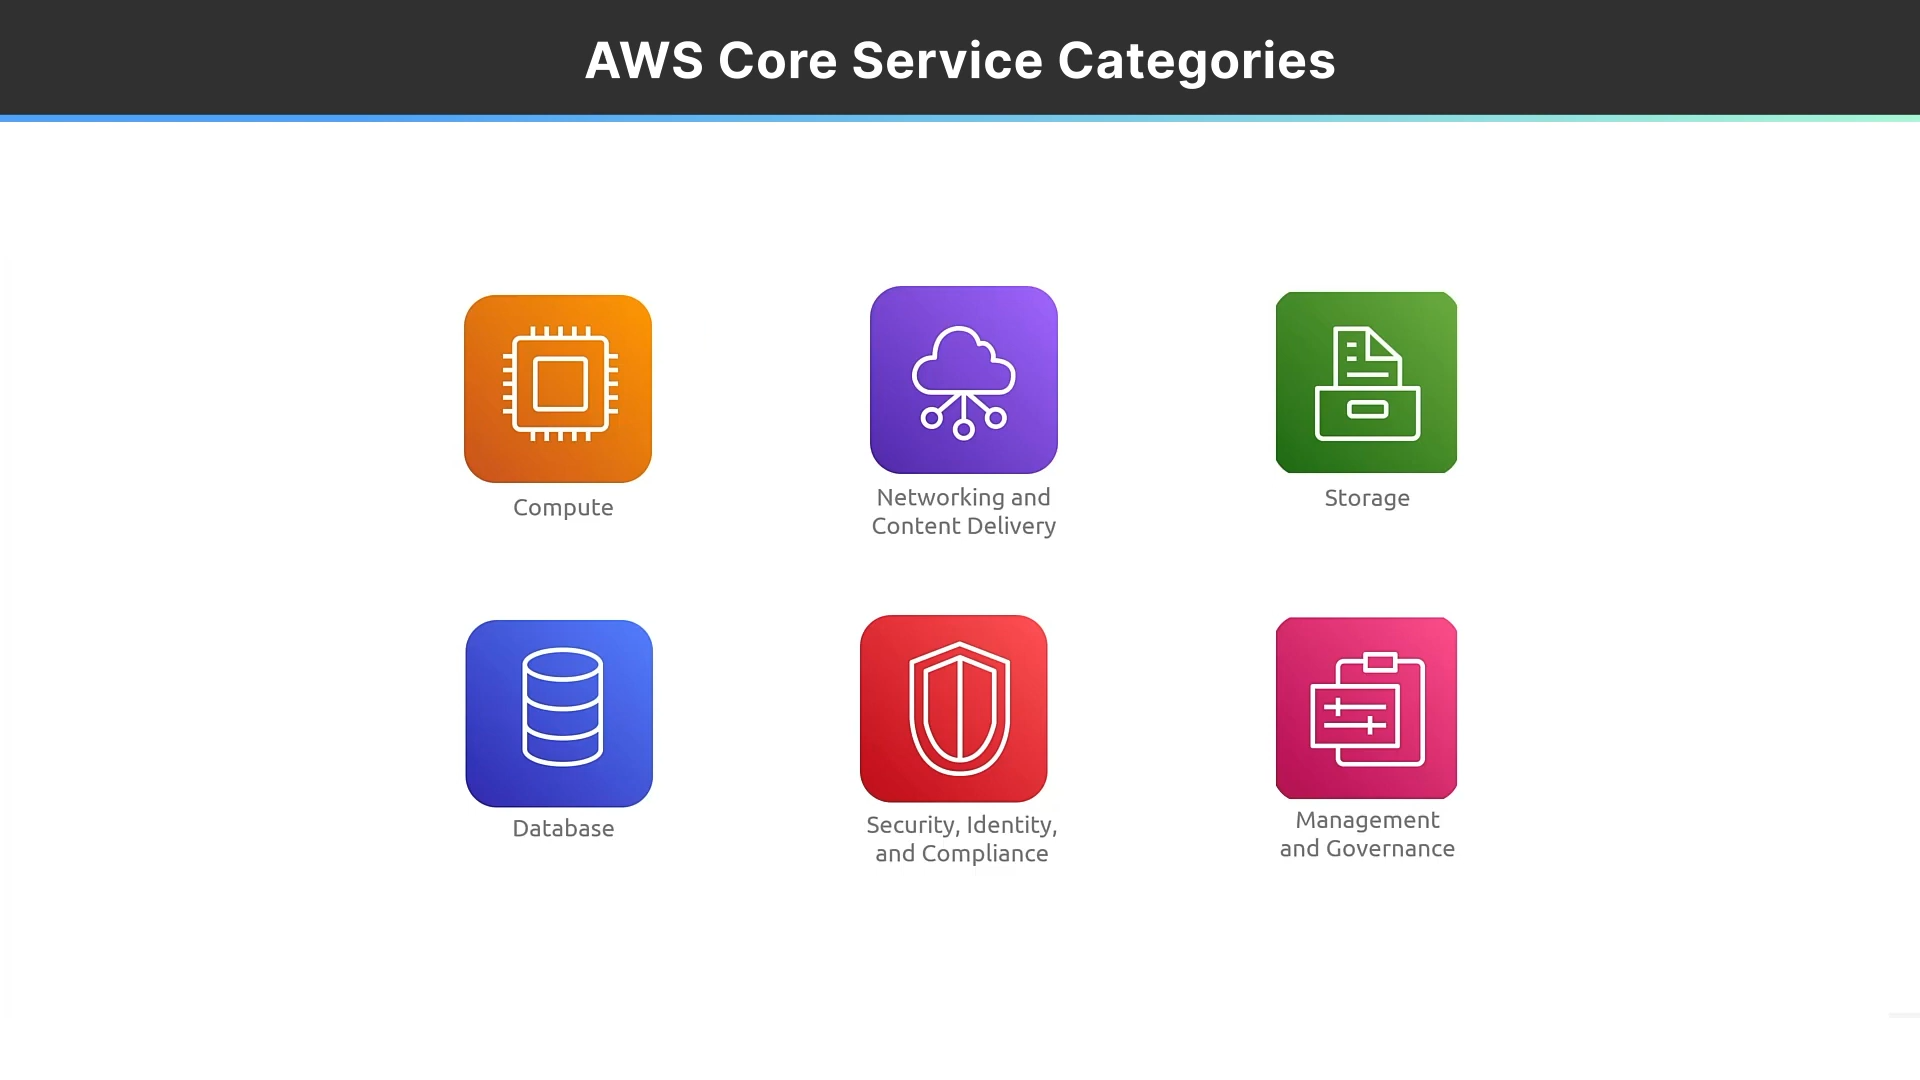 AWS Core Service Categories
Compute
Networking and
Content Delivery
Storage
Database
Security, Identity,
and Compliance
Management
and Governance